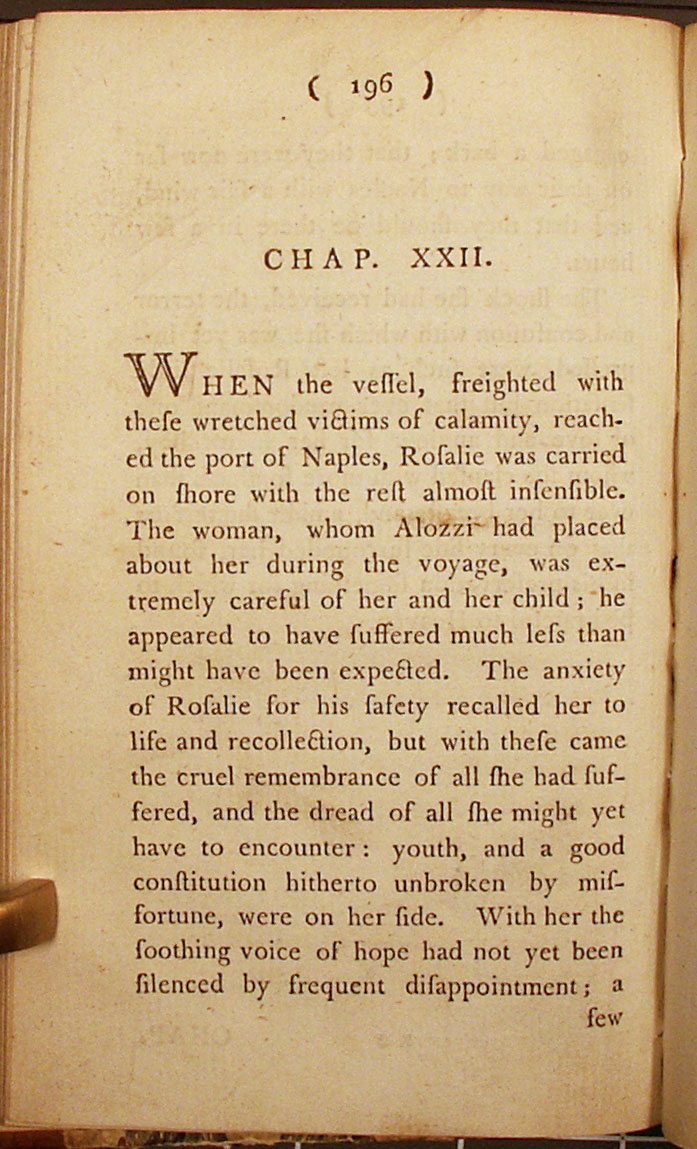 ( 196 )
CHAP. XXII.
WHEN the veſſel, freighted with
theſe wretched victims of calamity, reach-
ed the port of Naples, Roſalie was carried
on ſhore with the reſt almoſt inſenſible.
The woman, whom Alozzi had placed
about her during the voyage, was ex-
tremely careful of her and her child ; he
appeared to have ſuffered much leſs than
might have been expected. The anxiety
of Roſalie for his ſafety recalled her to
life and recollection, but with theſe came
the cruel remembrance of all ſhe had ſuf-
fered, and the dread of all ſhe might yet
have to encounter : youth, and a good
conſtitution hitherto unbroken by miſ-
fortune, were on her ſide. With her the
ſoothing voice of hope had not yet been
ſilenced by frequent diſappointment ; a
few